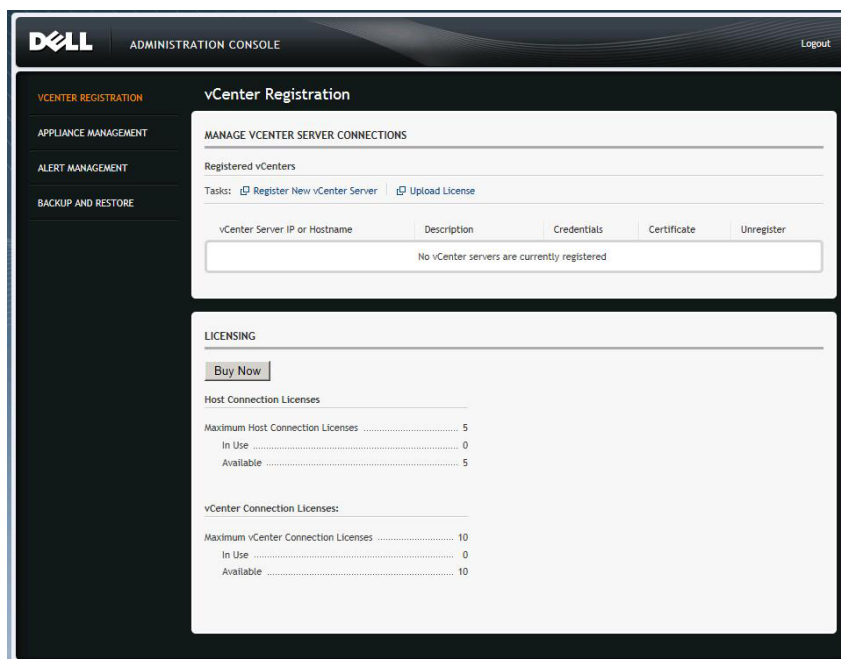 DELL ADMINISTRATION CONSOLE Logout
VCENTER REGISTRATION
APPLIANCE MANAGEMENT
ALERT MANAGEMENT
BACKUP AND RESTORE
vCenter Registration
MANAGE VCENTER SERVER CONNECTIONS
Registered vCenters
Tasks: Register New vCenter Server Upload License
vCenter Server IP or Hostname Description Credentials Certificate Unregister
No vCenter servers are currently registered
LICENSING
Buy Now
Host Connection Licenses
Maximum Host Connection Licenses .................................. 5
In Use ........................................................................ 0
Available .................................................................... 5
vCenter Connection Licenses:
Maximum vCenter Connection Licenses ........................... 10
In Use ........................................................................ 0
Available .................................................................... 10